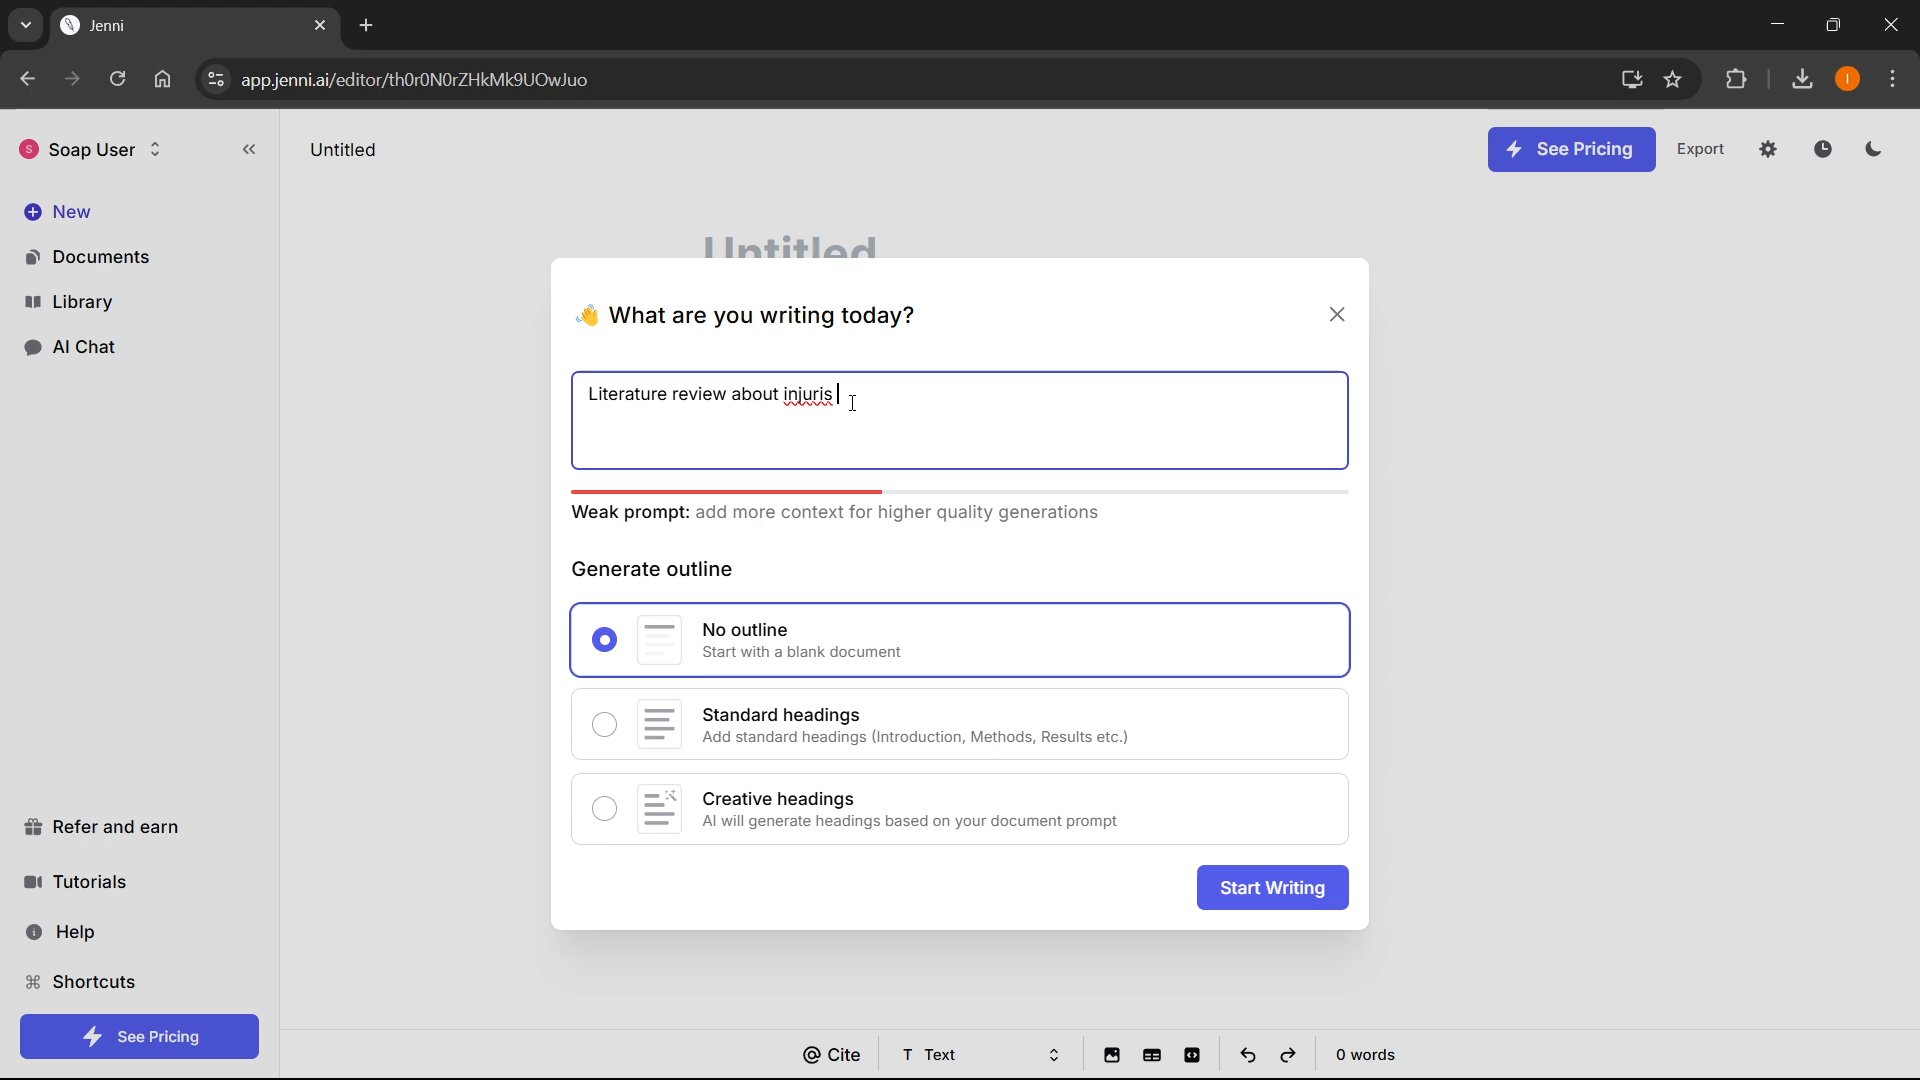 Jenni
app.jenni.ai/editor/th0r0N0rZHkMk9UOwJuo
S Soap User
Untitled
See Pricing
Export
New
Documents
Library
AI Chat
Untitled
👋 What are you writing today?
Literature review about injuris
Weak prompt: add more context for higher quality generations
Generate outline
No outline
Start with a blank document
Standard headings
Add standard headings (Introduction, Methods, Results etc.)
Creative headings
AI will generate headings based on your document prompt
Start Writing
Refer and earn
Tutorials
Help
Shortcuts
See Pricing
Cite
T Text
0 words